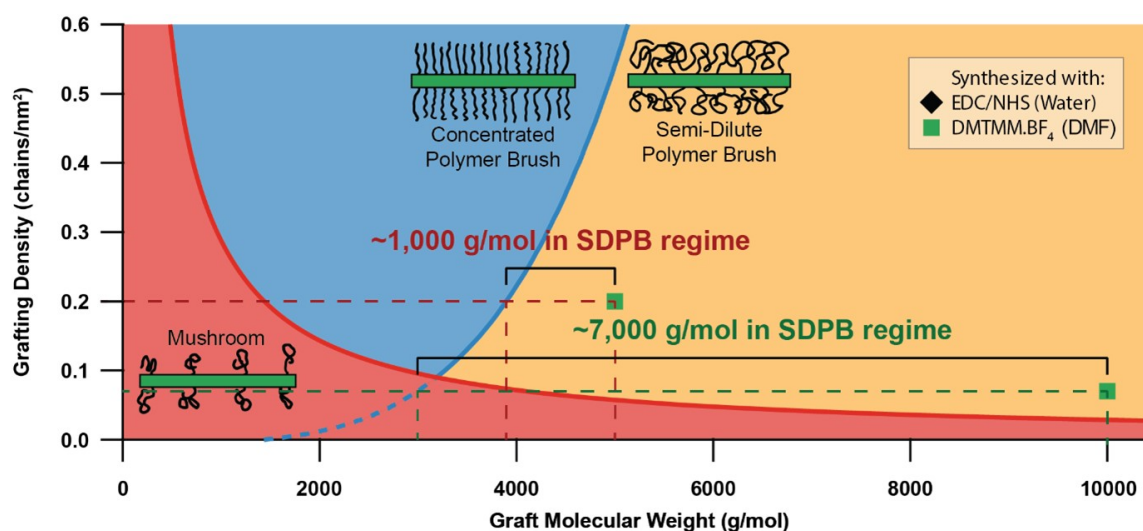 0.6
0.5
0.4
0.3
0.2
0.1
0.0
Grafting Density (chains/nm²)
Concentrated
Polymer Brush
Semi-Dilute
Polymer Brush
Synthesized with:
EDC/NHS (Water)
DMTMM.BF₄ (DMF)
~1,000 g/mol in SDPB regime
~7,000 g/mol in SDPB regime
Mushroom
0 2000 4000 6000 8000 10000
Graft Molecular Weight (g/mol)